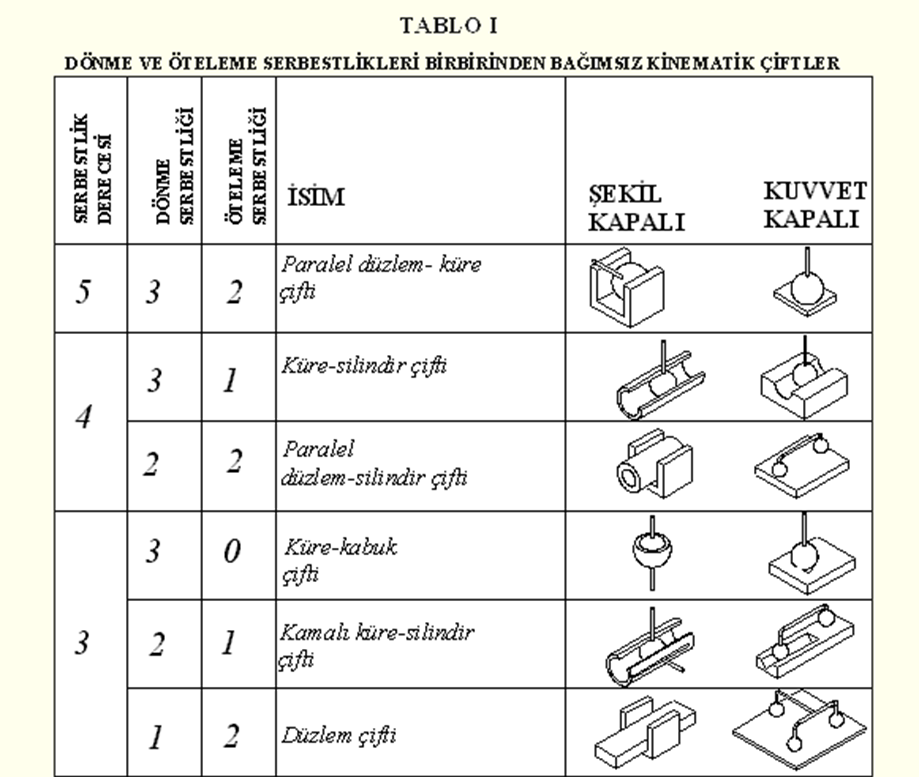 TABLO I
DÖNME VE ÖTELEME SERBESTLİKLERİ BİRBİRİNDEN BAĞIMSIZ KİNEMATİK ÇİFTLER
SERBESTLİK
DERECESİ
DÖNME
SERBESTLİĞİ
ÖTELEME
SERBESTLİĞİ
İSİM
ŞEKİL
KAPALI
KUVVET
KAPALI
5
3
2
Paralel düzlem- küre
çifti
4
3
1
Küre-silindir çifti
2
2
Paralel
düzlem-silindir çifti
3
3
0
Küre-kabuk
çifti
2
1
Kamalı küre-silindir
çifti
1
2
Düzlem çifti